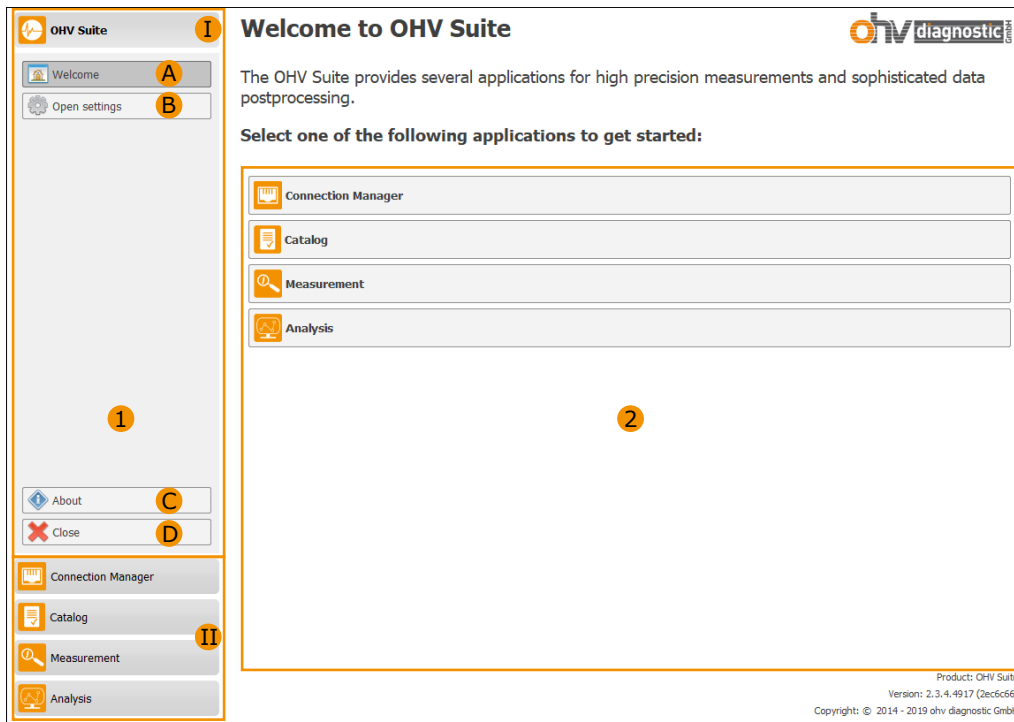 OHV Suite
I
Welcome
A
Open settings
B
1
About
C
Close
D
Connection Manager
Catalog
II
Measurement
Analysis
Welcome to OHV Suite
ohv diagnostic GmbH
The OHV Suite provides several applications for high precision measurements and sophisticated data
postprocessing.
Select one of the following applications to get started:
Connection Manager
Catalog
Measurement
Analysis
2
Product: OHV Suit
Version: 2.3.4.4917 (2ec6c66
Copyright: © 2014 - 2019 ohv diagnostic Gmb